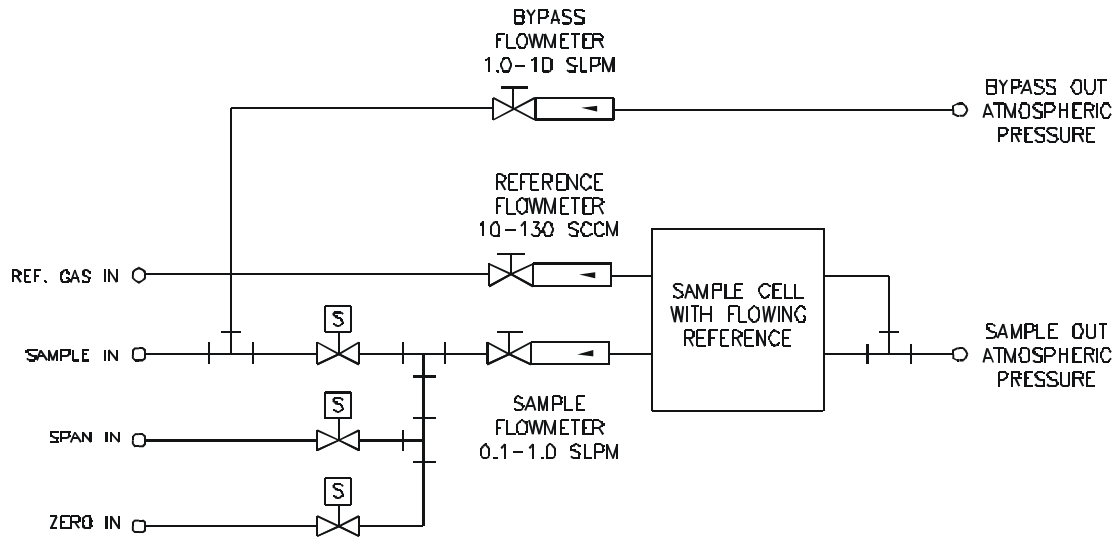 BYPASS
FLOWMETER
1.0-10 SLPM
BYPASS OUT
ATMOSPHERIC
PRESSURE
REFERENCE
FLOWMETER
10-130 SCCM
REF. GAS IN
SAMPLE CELL
WITH FLOWING
REFERENCE
S
SAMPLE IN
SAMPLE OUT
ATMOSPHERIC
PRESSURE
S
SPAN IN
SAMPLE
FLOWMETER
0.1-1.0 SLPM
S
ZERO IN